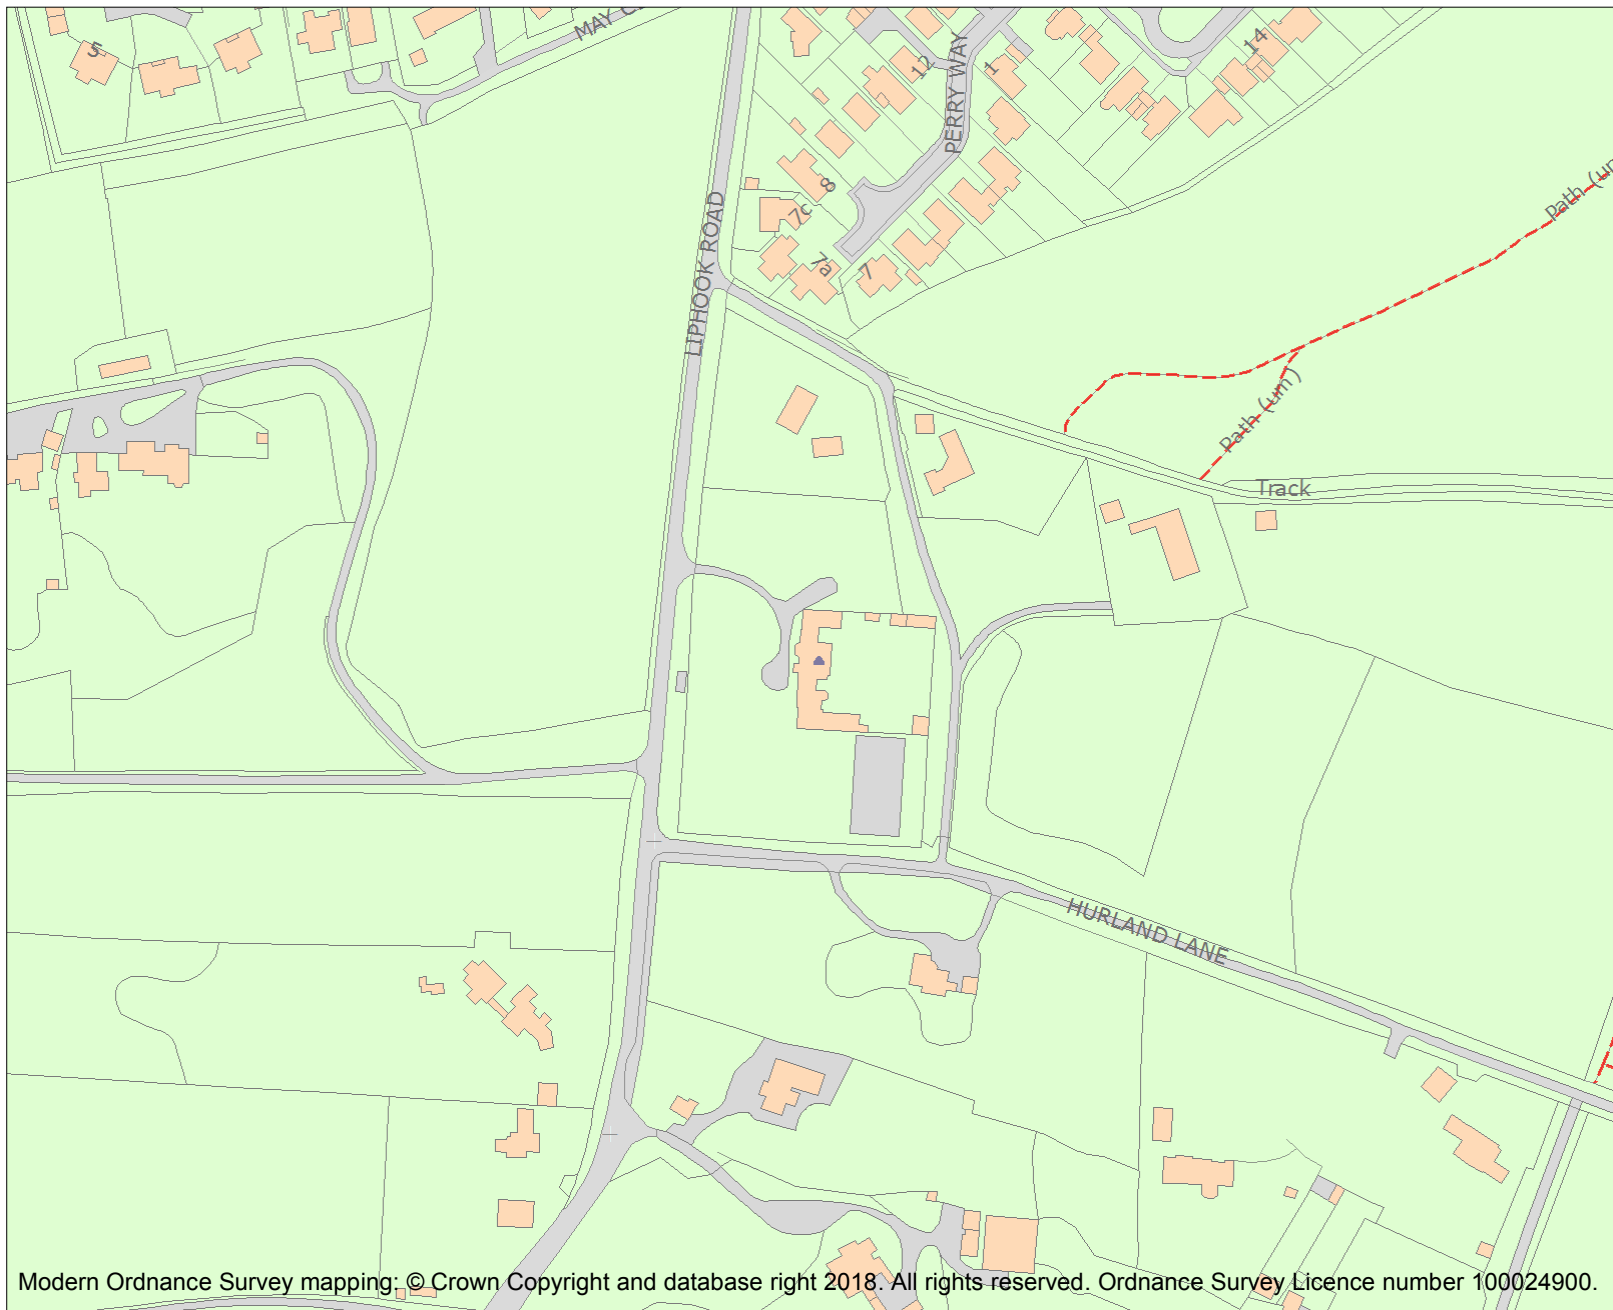 MAY C
5
12
PERRY WAY
1
14
8
7c
7a
7
LIPHOOK ROAD
Path (um
Path (um)
Track
HURLAND LANE
Modern Ordnance Survey mapping: © Crown Copyright and database right 2018. All rights reserved. Ordnance Survey Licence number 100024900.